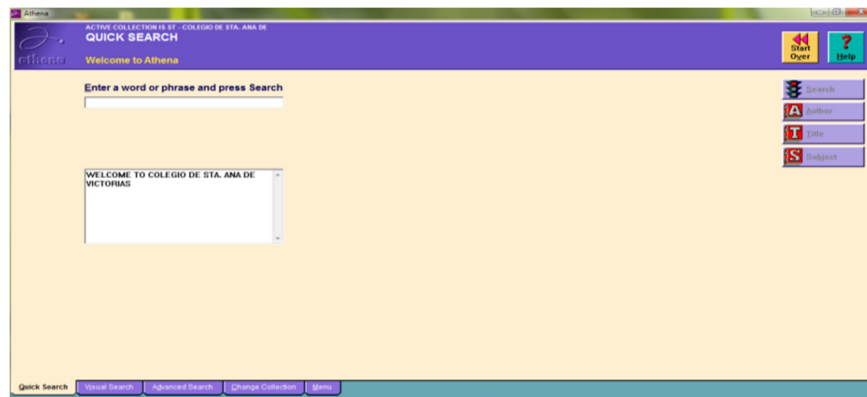 Athena
ACTIVE COLLECTION IS ST - COLEGIO DE STA. ANA DE
QUICK SEARCH
athena
Welcome to Athena
Start
Over
?
Help
Enter a word or phrase and press Search
Search
A Author
T Title
S Subject
WELCOME TO COLEGIO DE STA. ANA DE
VICTORIAS
Quick Search
Visual Search
Advanced Search
Change Collection
Menu